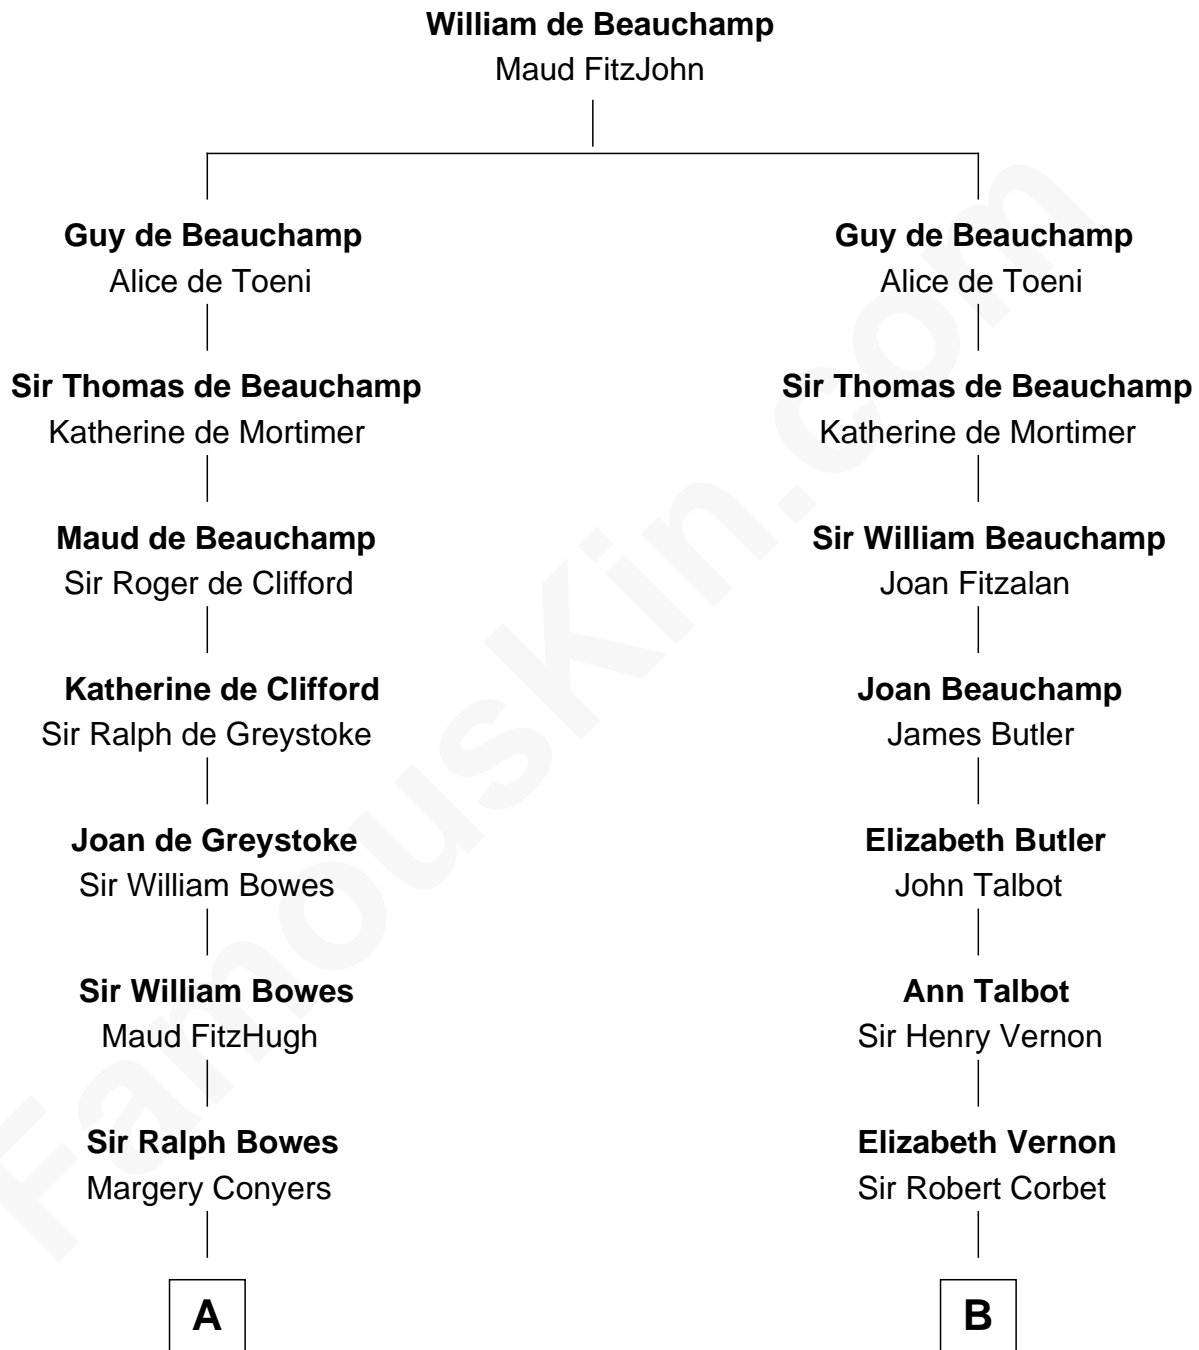 William de Beauchamp
Maud FitzJohn
Guy de Beauchamp
Alice de Toeni
Sir Thomas de Beauchamp
Katherine de Mortimer
Maud de Beauchamp
Sir Roger de Clifford
Katherine de Clifford
Sir Ralph de Greystoke
Joan de Greystoke
Sir William Bowes
Sir William Bowes
Maud FitzHugh
Sir Ralph Bowes
Margery Conyers
A
Guy de Beauchamp
Alice de Toeni
Sir Thomas de Beauchamp
Katherine de Mortimer
Sir William Beauchamp
Joan Fitzalan
Joan Beauchamp
James Butler
Elizabeth Butler
John Talbot
Ann Talbot
Sir Henry Vernon
Elizabeth Vernon
Sir Robert Corbet
B
FamousKin.com